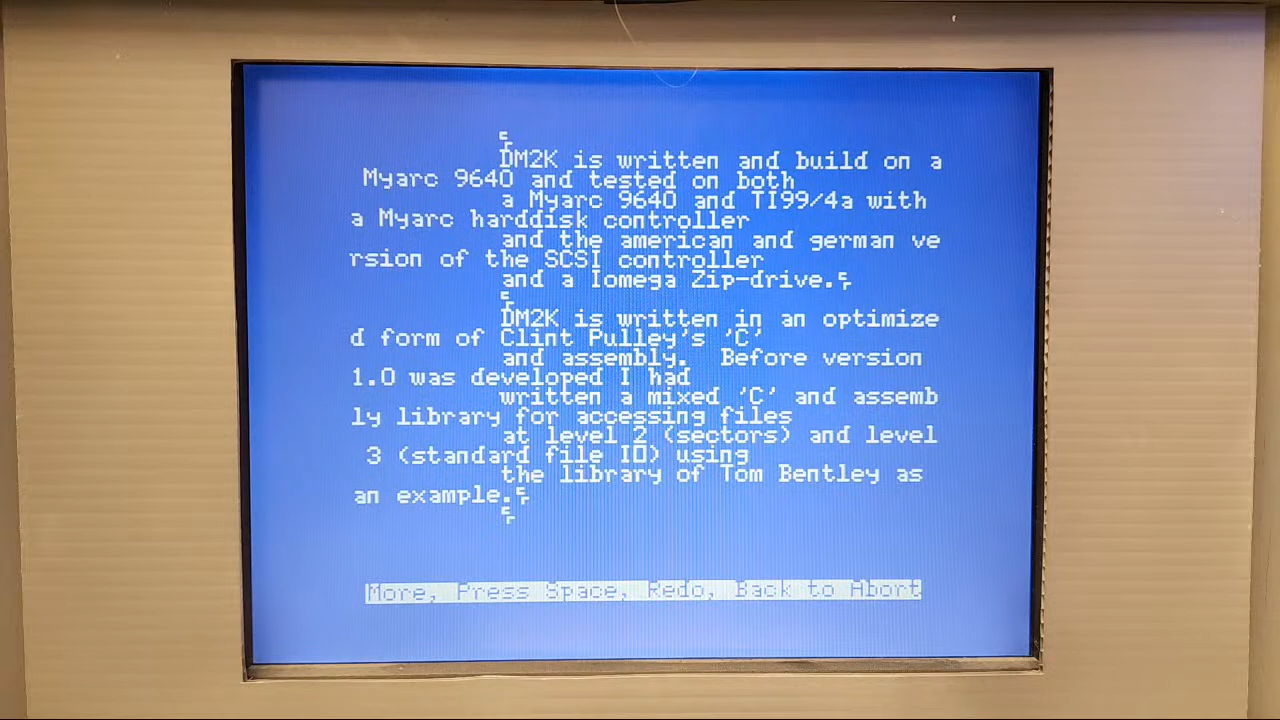 ␍
DM2K is written and build on a
Myarc 9640 and tested on both
a Myarc 9640 and TI99/4a with
a Myarc harddisk controller
and the american and german ve
rsion of the SCSI controller
and a Iomega Zip-drive.␍
␍
DM2K is written in an optimize
d form of Clint Pulley's 'C'
and assembly.  Before version
1.0 was developed I had
written a mixed 'C' and assemb
ly library for accessing files
at level 2 (sectors) and level
3 (standard file IO) using
the library of Tom Bentley as
an example.␍
␍
More, Press Space, Redo, Back to Abort